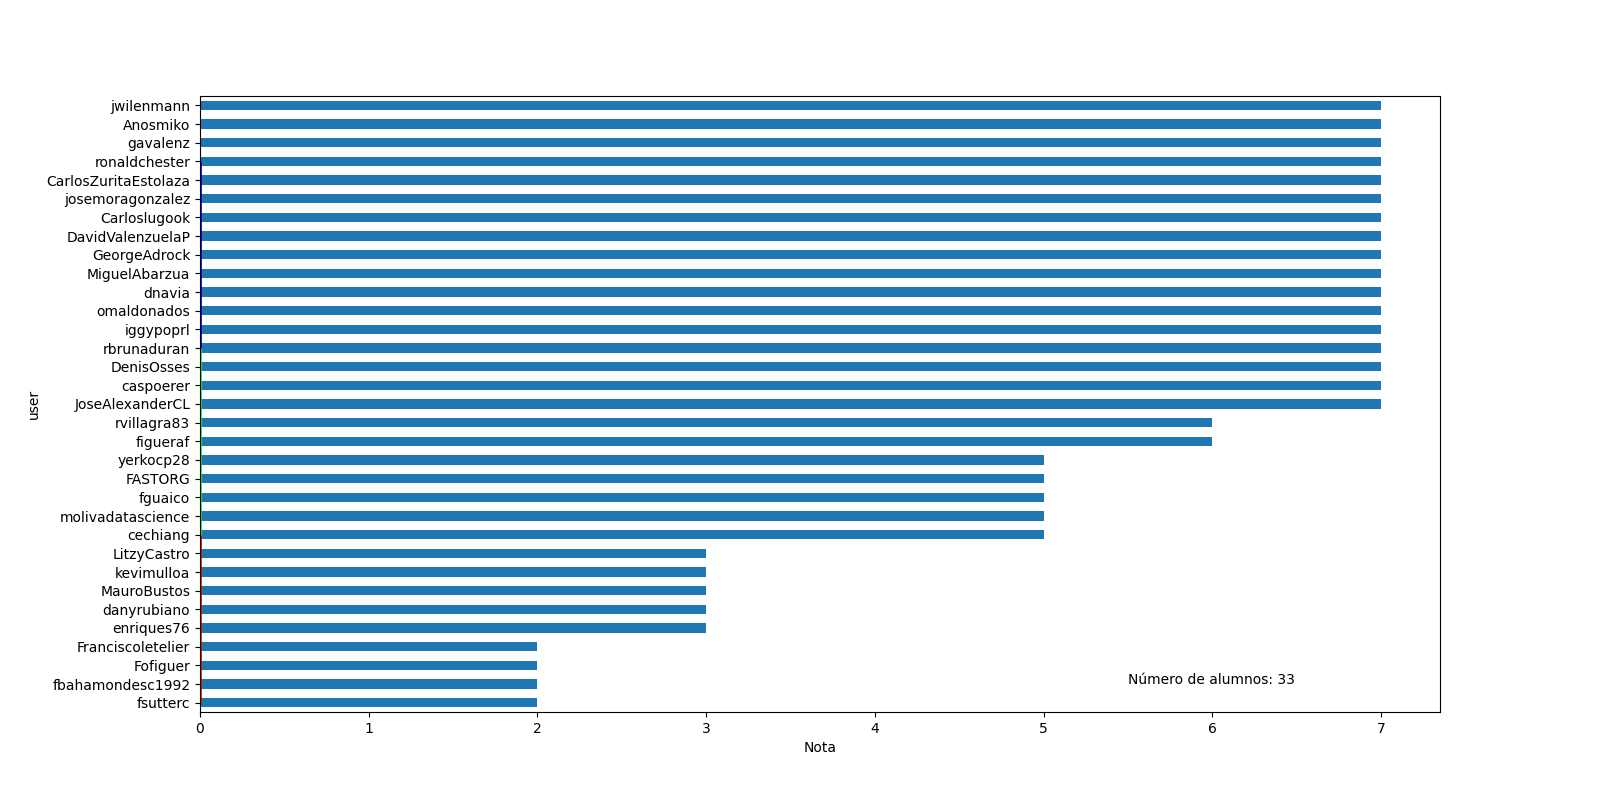 jwilenmann
Anosmiko
gavalenz
ronaldchester
CarlosZuritaEstolaza
josemoragonzalez
Carloslugook
DavidValenzuelaP
GeorgeAdrock
MiguelAbarzua
dnavia
omaldonados
iggypoprl
rbrunaduran
DenisOsses
caspoerer
JoseAlexanderCL
rvillagra83
figueraf
yerkocp28
FASTORG
fguaico
molivadatascience
cechiang
LitzyCastro
kevimulloa
MauroBustos
danyrubiano
enriques76
Franciscoletelier
Fofiguer
fbahamondesc1992
fsutterc
user
Número de alumnos: 33
0 1 2 3 4 5 6 7
Nota